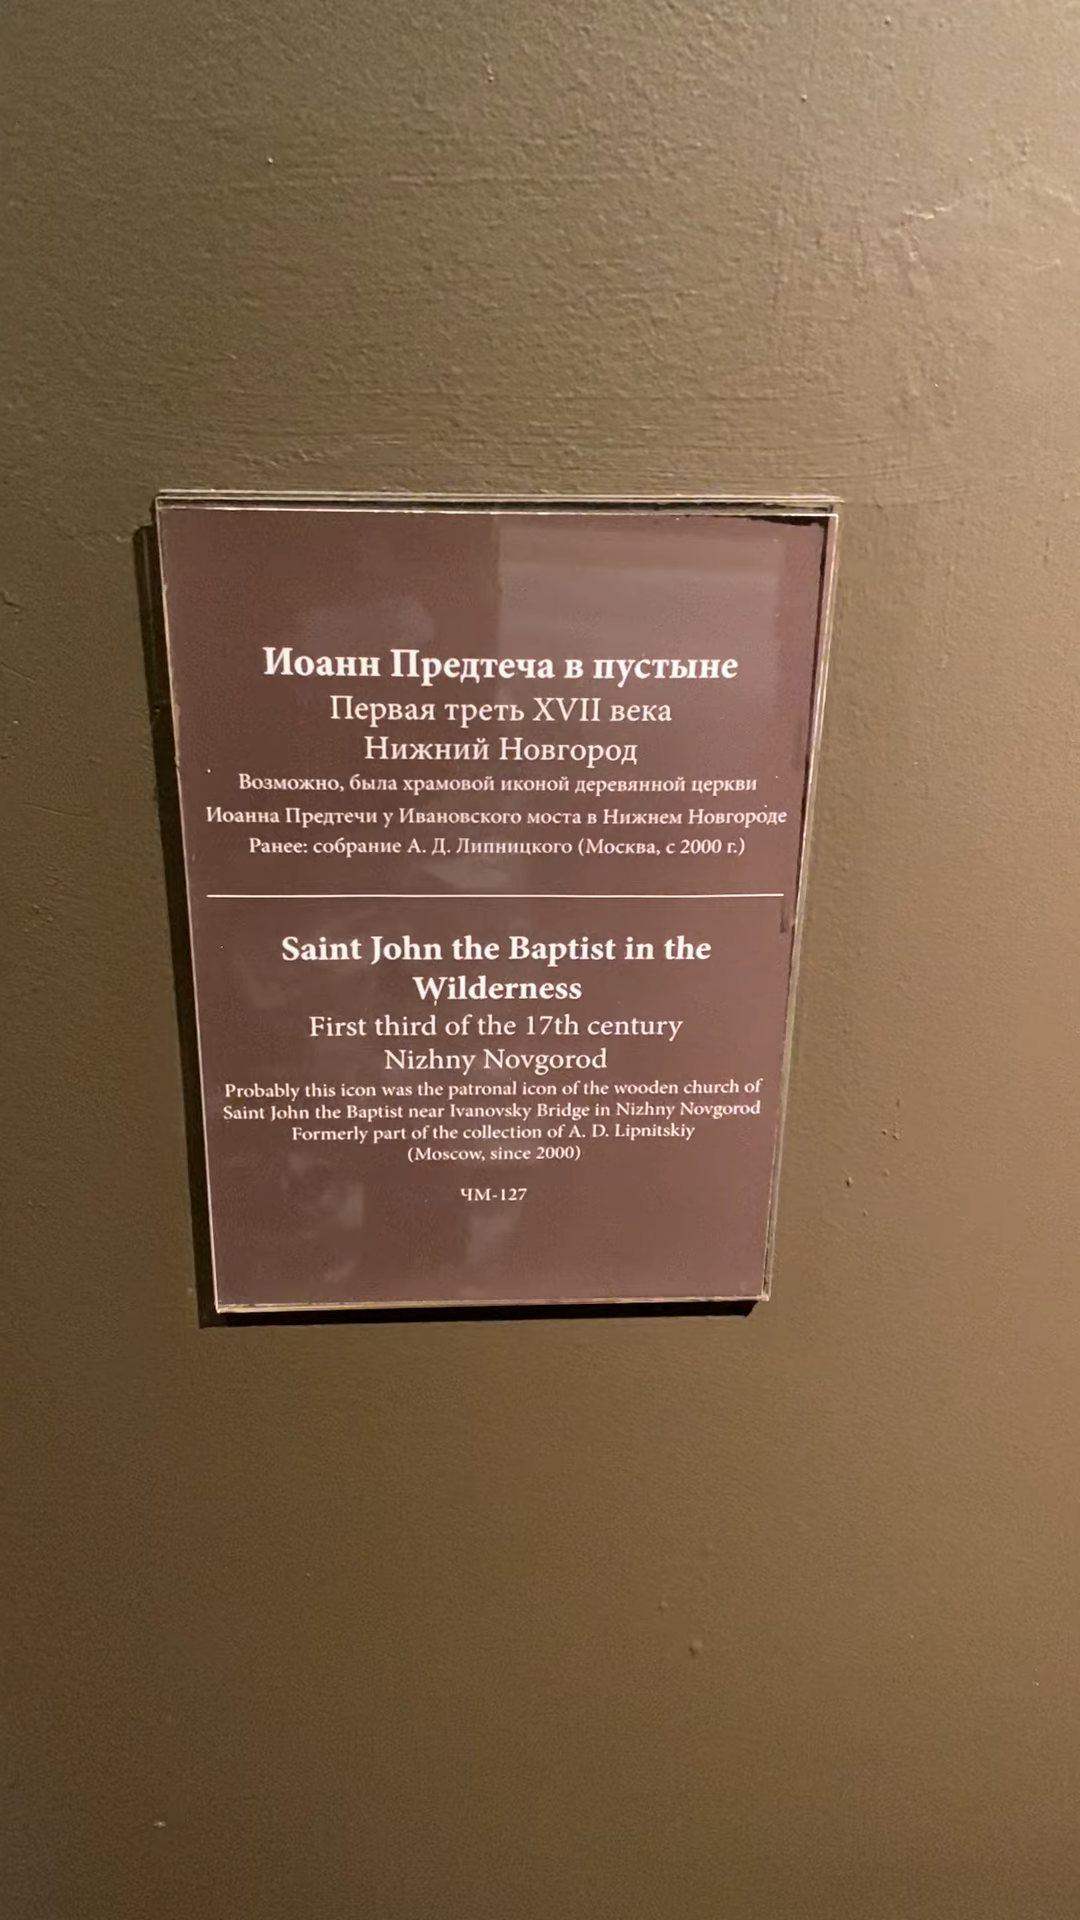 Иоанн Предтеча в пустыне
Первая треть XVII века
Нижний Новгород
Возможно, была храмовой иконой деревянной церкви
Иоанна Предтечи у Ивановского моста в Нижнем Новгороде
Ранее: собрание А. Д. Липницкого (Москва, с 2000 г.)
Saint John the Baptist in the
Wilderness
First third of the 17th century
Nizhny Novgorod
Probably this icon was the patronal icon of the wooden church of
Saint John the Baptist near Ivanovsky Bridge in Nizhny Novgorod
Formerly part of the collection of A. D. Lipnitskiy
(Moscow, since 2000)
ЧМ-127